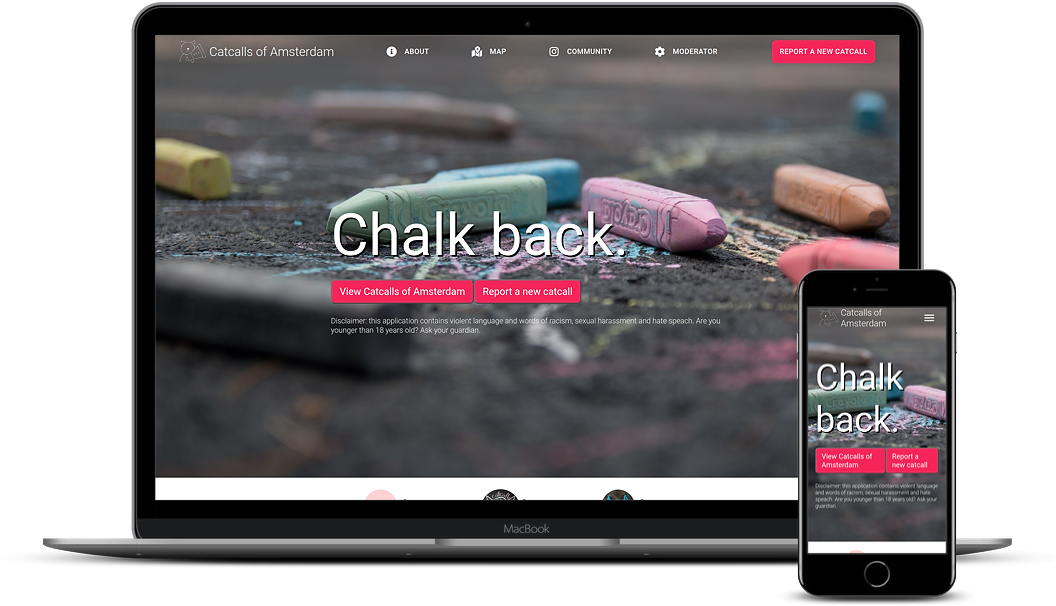 Catcalls of Amsterdam
ABOUT
MAP
COMMUNITY
MODERATOR
REPORT A NEW CATCALL
Crayola
Crayola
Chalk back.
View Catcalls of Amsterdam
Report a new catcall
Disclaimer: this application contains violent language and words of racism, sexual harassment and hate speach. Are you
younger than 18 years old? Ask your guardian.
MacBook
Catcalls of
Amsterdam
Chalk
back.
View Catcalls of
Amsterdam
Report a
new catcall
Disclaimer: this application contains violent language
and words of racism, sexual harassment and hate
speach. Are you younger than 18 years old? Ask your
guardian.